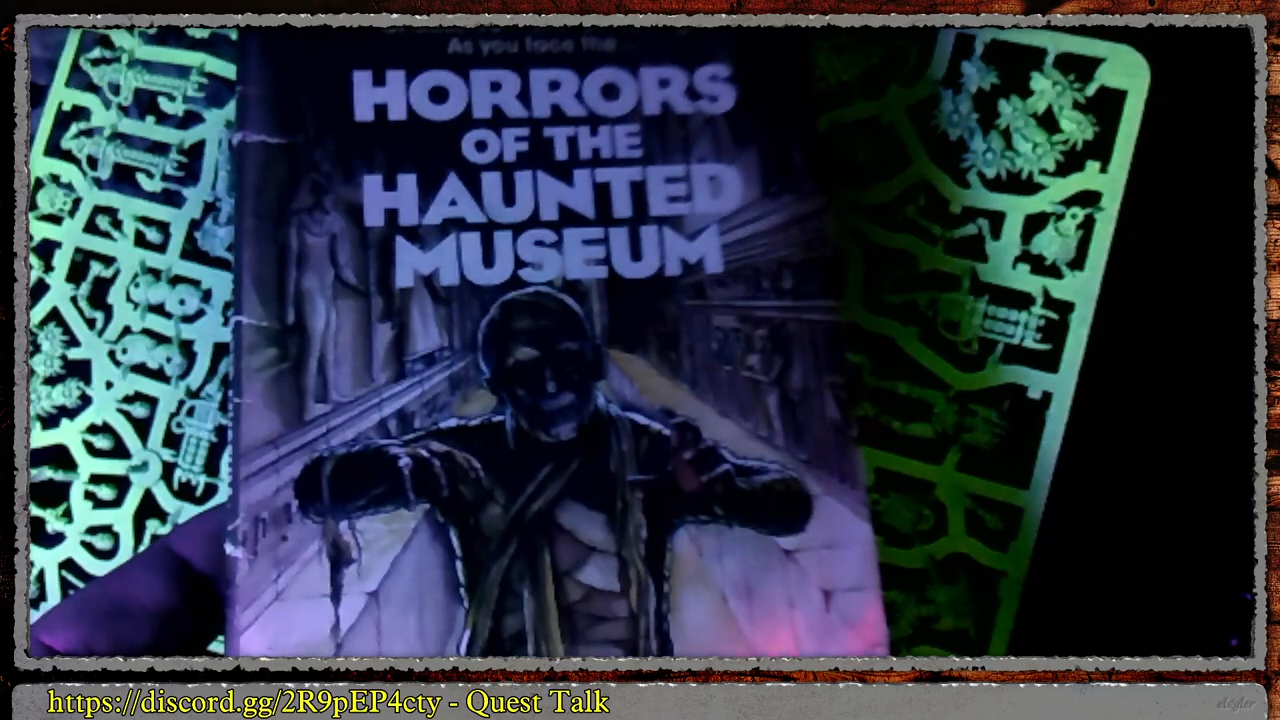 As you face the...
HORRORS
OF THE
HAUNTED
MUSEUM
https://discord.gg/2R9pEP4cty - Quest Talk